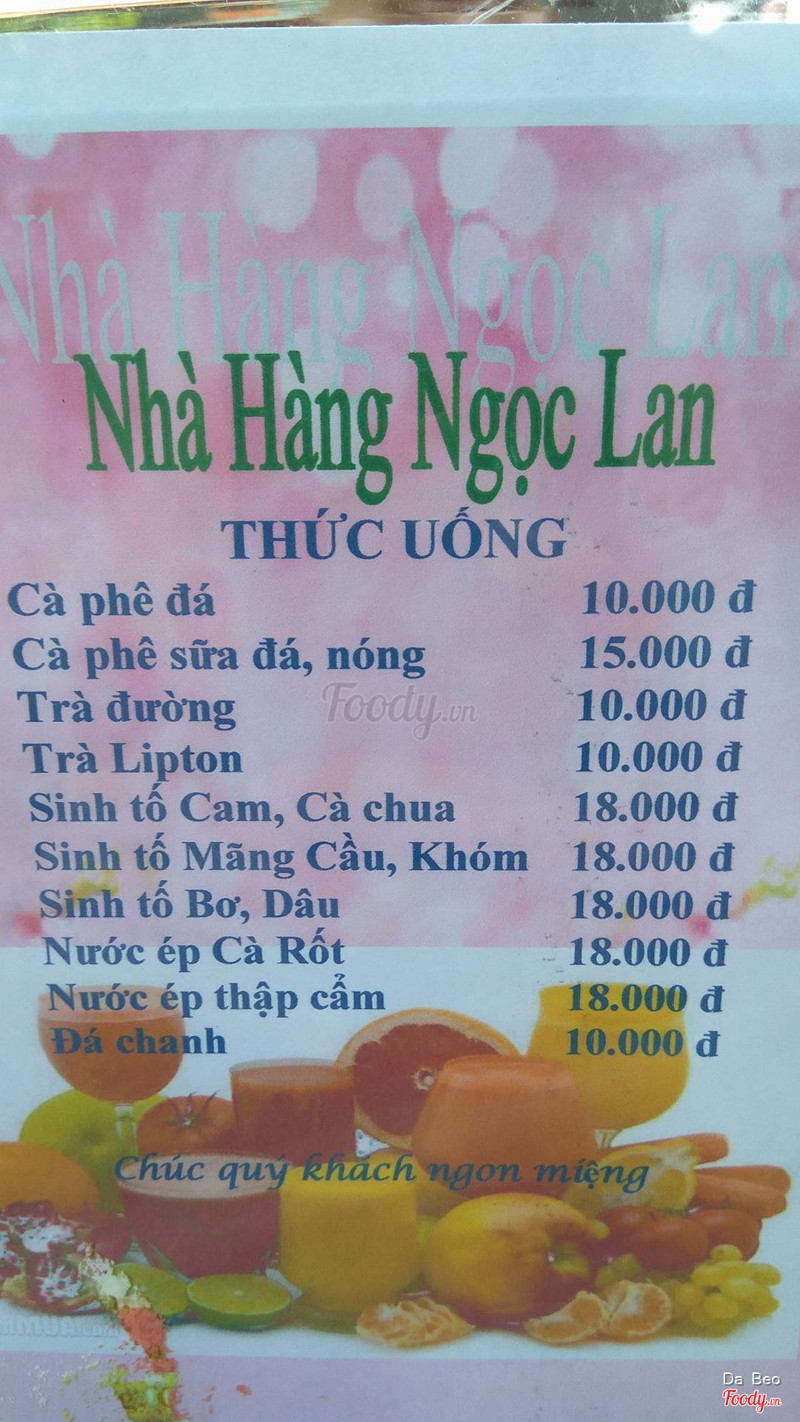 Nhà Hàng Ngọc Lan
Nhà Hàng Ngọc Lan
THỨC UỐNG
Cà phê đá 10.000 đ
Cà phê sữa đá, nóng 15.000 đ
Trà đường 10.000 đ
Foody.vn
Trà Lipton 10.000 đ
Sinh tố Cam, Cà chua 18.000 đ
Sinh tố Mãng Cầu, Khóm 18.000 đ
Sinh tố Bơ, Dâu 18.000 đ
Nước ép Cà Rốt 18.000 đ
Nước ép thập cẩm 18.000 đ
Đá chanh 10.000 đ
Chúc quý khách ngon miệng
Da Beo
Foody.vn